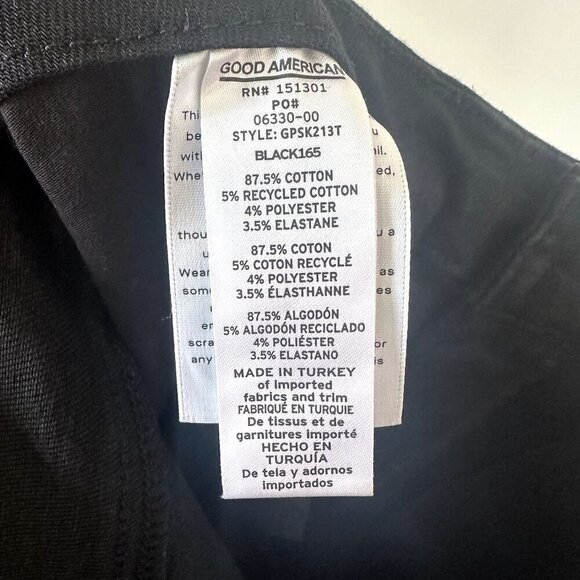 GOOD AMERICAN
RN# 151301
PO#
06330-00
STYLE: GPSK213T
BLACK165
87.5% COTTON
5% RECYCLED COTTON
4% POLYESTER
3.5% ELASTANE
87.5% COTON
5% COTON RECYCLÉ
4% POLYESTER
3.5% ÉLASTHANNE
87.5% ALGODÓN
5% ALGODÓN RECICLADO
4% POLIÉSTER
3.5% ELASTANO
MADE IN TURKEY
of imported
fabrics and trim
FABRIQUÉ EN TURQUIE
De tissus et de
garnitures importé
HECHO EN
TURQUÍA
De tela y adornos
importados